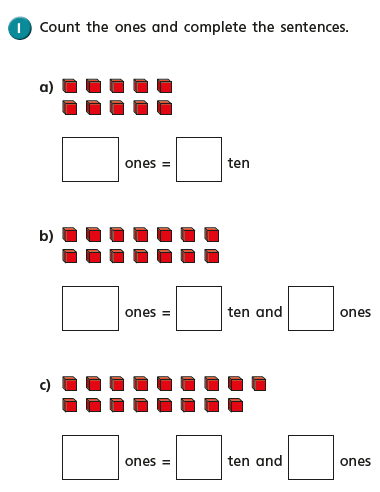 1 Count the ones and complete the sentences.
a)
ones = ten
b)
ones = ten and ones
c)
ones = ten and ones